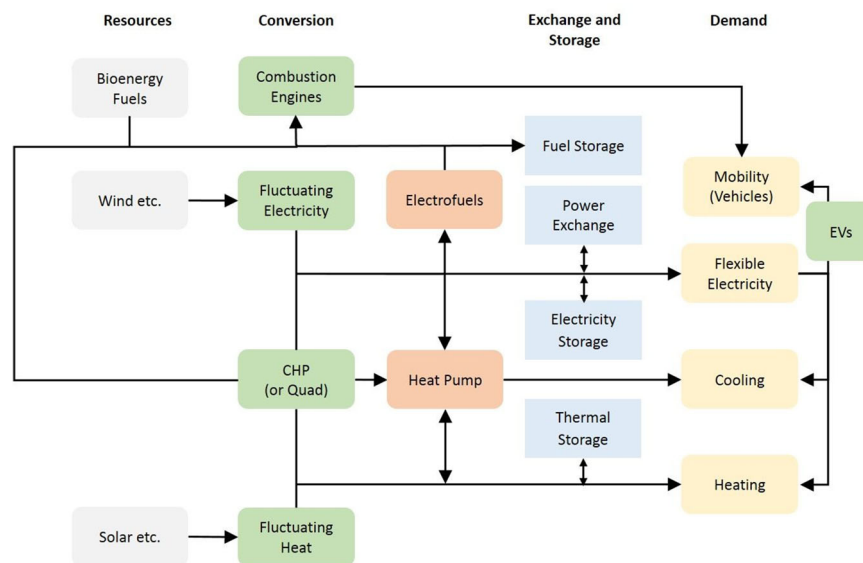 Resources
Conversion
Exchange and
Storage
Demand
Bioenergy
Fuels
Combustion
Engines
Fuel Storage
Mobility
(Vehicles)
Wind etc.
Fluctuating
Electricity
Electrofuels
Power
Exchange
EVs
Flexible
Electricity
Electricity
Storage
CHP
(or Quad)
Heat Pump
Cooling
Thermal
Storage
Heating
Solar etc.
Fluctuating
Heat